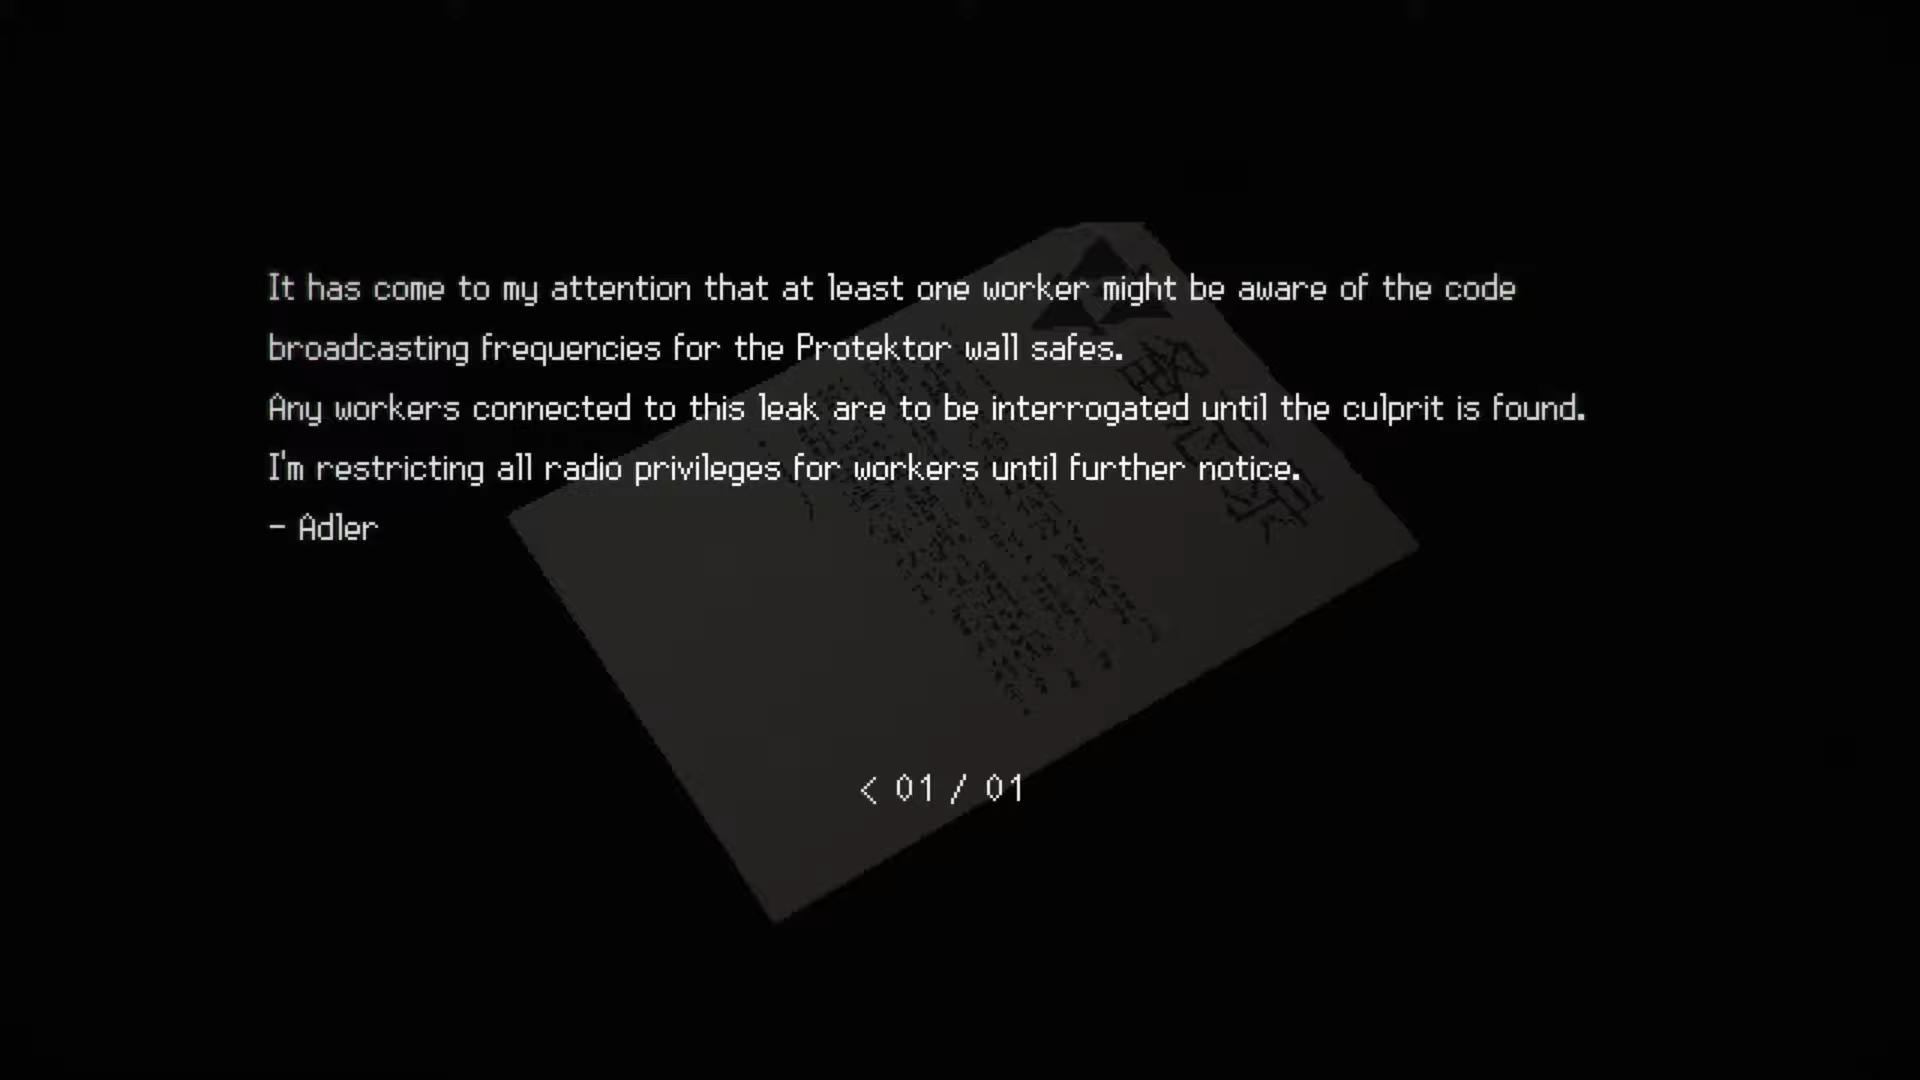 It has come to my attention that at least one worker might be aware of the code
broadcasting frequencies for the Protektor wall safes.
Any workers connected to this leak are to be interrogated until the culprit is found.
I'm restricting all radio privileges for workers until further notice.
- Adler
< 01 / 01